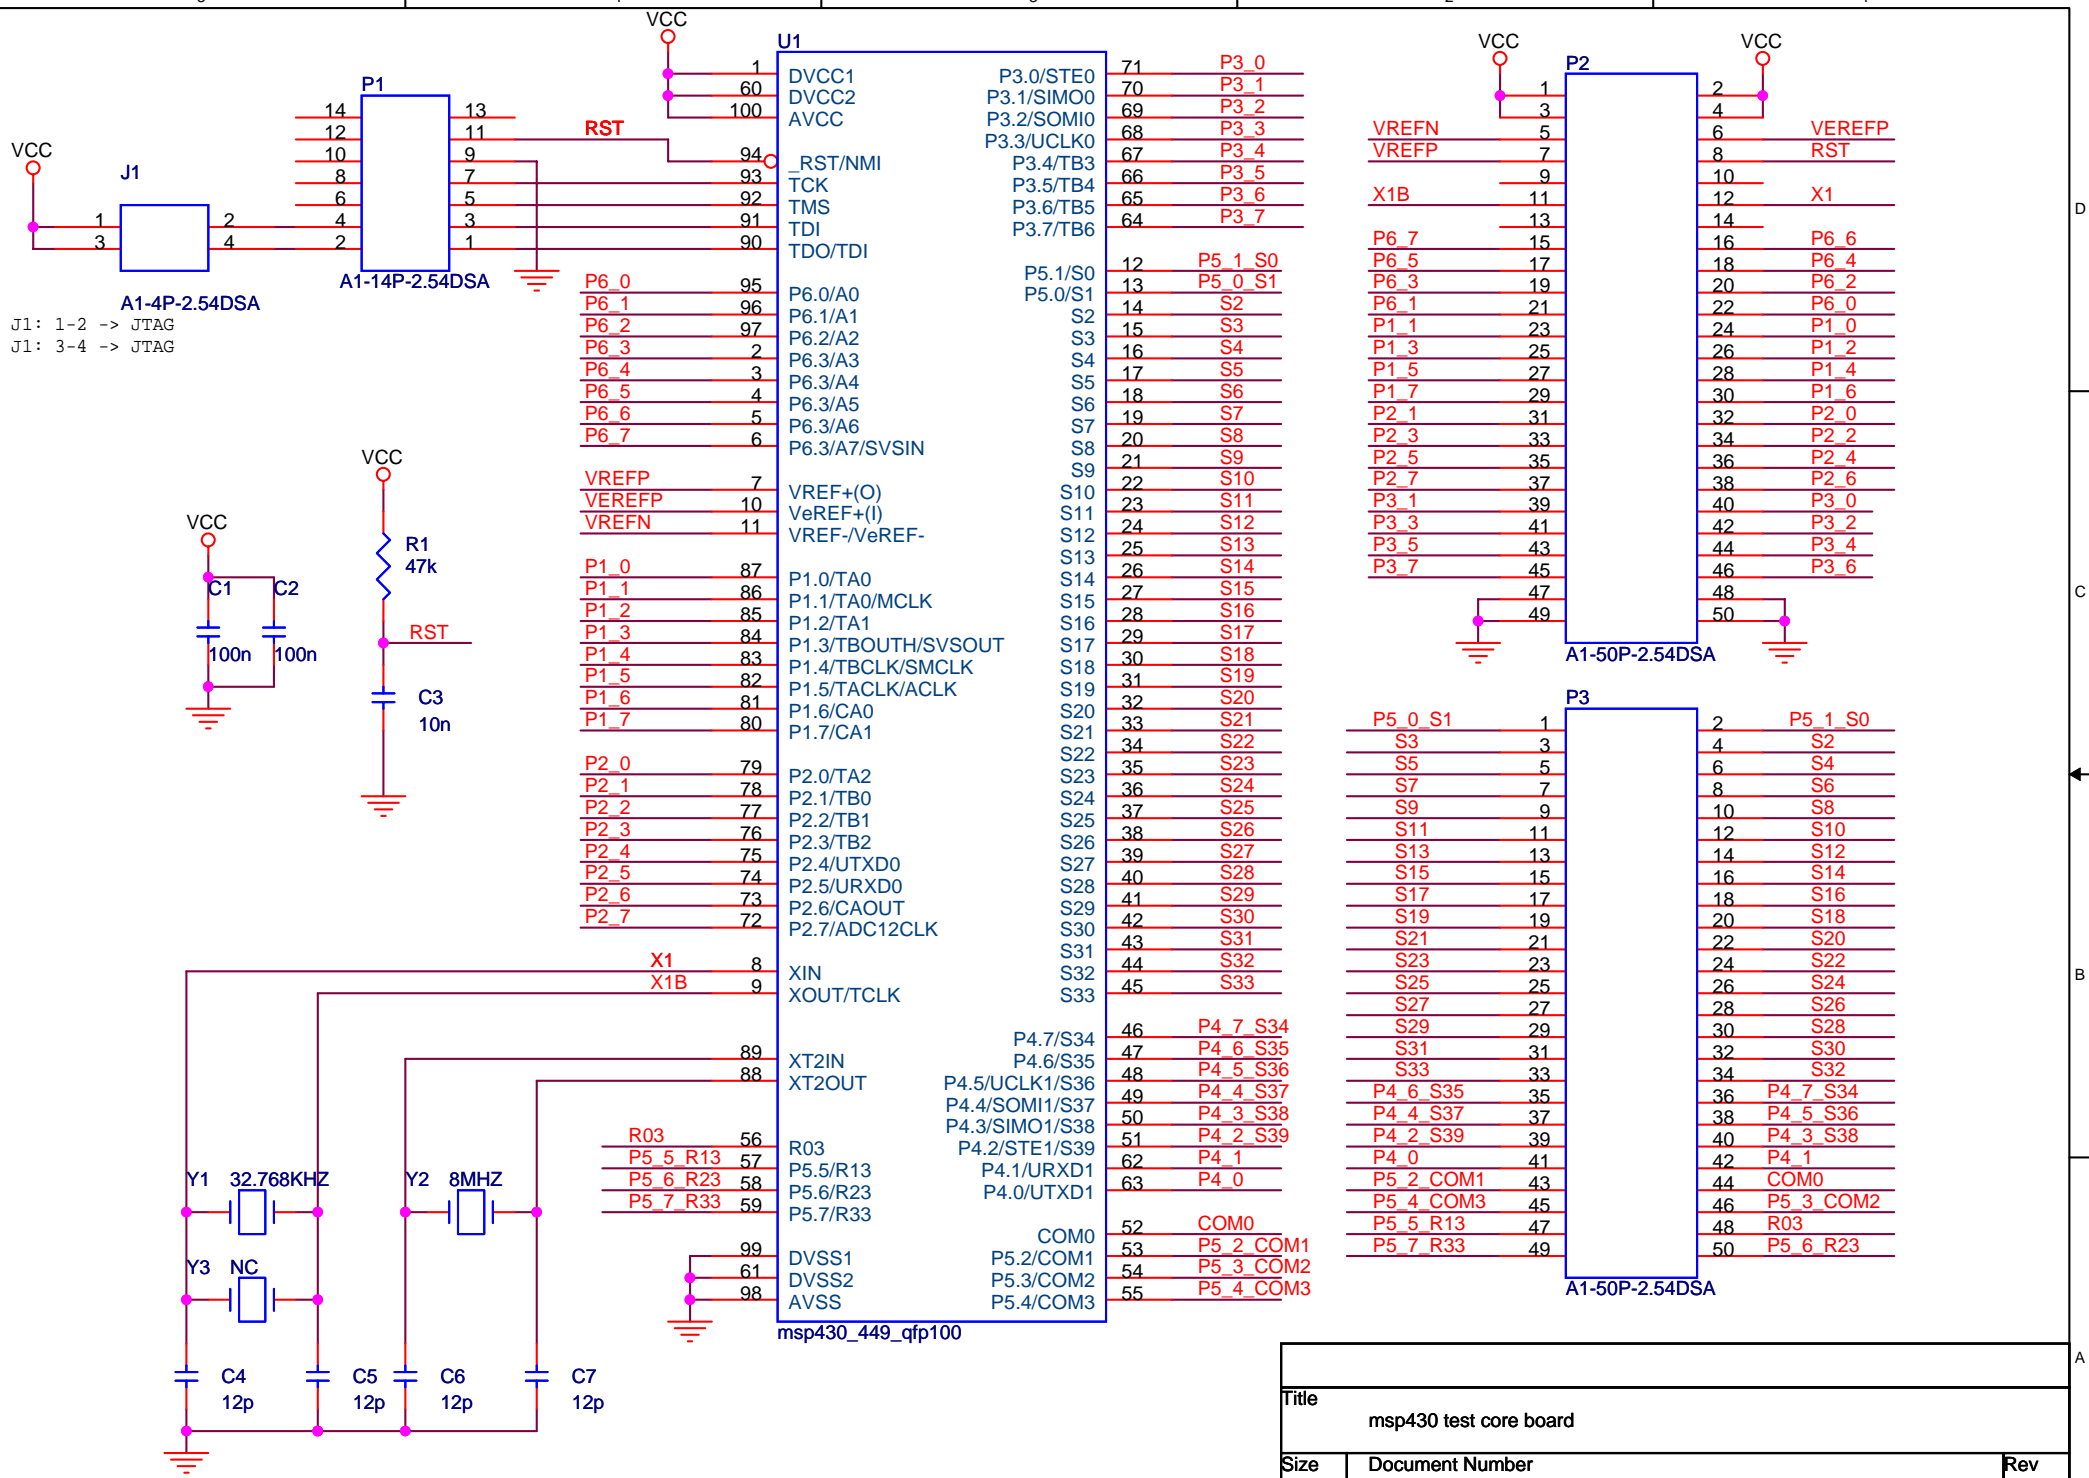 VCC
U1
VCC
P2
VCC
P1
1 DVCC1
60 DVCC2
100 AVCC
94 _RST/NMI
93 TCK
92 TMS
91 TDI
90 TDO/TDI
14 13
12 11 RST
10 9
8 7
6 5
4 3
2 1
A1-14P-2.54DSA
VCC
J1
1 2
3 4
A1-4P-2.54DSA
J1: 1-2 -> JTAG
J1: 3-4 -> JTAG
P6_0 95 P6.0/A0
P6_1 96 P6.1/A1
P6_2 97 P6.2/A2
P6_3 2 P6.3/A3
P6_4 3 P6.3/A4
P6_5 4 P6.3/A5
P6_6 5 P6.3/A6
P6_7 6 P6.3/A7/SVSIN
VREFP 7 VREF+(O)
VEREFP 10 VeREF+(I)
VREFN 11 VREF-/VeREF-
P1_0 87 P1.0/TA0
P1_1 86 P1.1/TA0/MCLK
P1_2 85 P1.2/TA1
P1_3 84 P1.3/TBOUTH/SVSOUT
P1_4 83 P1.4/TBCLK/SMCLK
P1_5 82 P1.5/TACLK/ACLK
P1_6 81 P1.6/CA0
P1_7 80 P1.7/CA1
P2_0 79 P2.0/TA2
P2_1 78 P2.1/TB0
P2_2 77 P2.2/TB1
P2_3 76 P2.3/TB2
P2_4 75 P2.4/UTXD0
P2_5 74 P2.5/URXD0
P2_6 73 P2.6/CAOUT
P2_7 72 P2.7/ADC12CLK
X1 8 XIN
X1B 9 XOUT/TCLK
89 XT2IN
88 XT2OUT
R03 56 R03
P5_5_R13 57 P5.5/R13
P5_6_R23 58 P5.6/R23
P5_7_R33 59 P5.7/R33
99 DVSS1
61 DVSS2
98 AVSS
msp430_449_qfp100
P3.0/STE0 71 P3_0
P3.1/SIMO0 70 P3_1
P3.2/SOMI0 69 P3_2
P3.3/UCLK0 68 P3_3
P3.4/TB3 67 P3_4
P3.5/TB4 66 P3_5
P3.6/TB5 65 P3_6
P3.7/TB6 64 P3_7
P5.1/S0 12 P5_1_S0
P5.0/S1 13 P5_0_S1
S2 14 S2
S3 15 S3
S4 16 S4
S5 17 S5
S6 18 S6
S7 19 S7
S8 20 S8
S9 21 S9
S10 22 S10
S11 23 S11
S12 24 S12
S13 25 S13
S14 26 S14
S15 27 S15
S16 28 S16
S17 29 S17
S18 30 S18
S19 31 S19
S20 32 S20
S21 33 S21
S22 34 S22
S23 35 S23
S24 36 S24
S25 37 S25
S26 38 S26
S27 39 S27
S28 40 S28
S29 41 S29
S30 42 S30
S31 43 S31
S32 44 S32
S33 45 S33
P4.7/S34 46 P4_7_S34
P4.6/S35 47 P4_6_S35
P4.5/UCLK1/S36 48 P4_5_S36
P4.4/SOMI1/S37 49 P4_4_S37
P4.3/SIMO1/S38 50 P4_3_S38
P4.2/STE1/S39 51 P4_2_S39
P4.1/URXD1 62 P4_1
P4.0/UTXD1 63 P4_0
COM0 52 COM0
P5.2/COM1 53 P5_2_COM1
P5.3/COM2 54 P5_3_COM2
P5.4/COM3 55 P5_4_COM3
1 2
3 4
VREFN 5 6 VEREFP
VREFP 7 8 RST
9 10
X1B 11 12 X1
13 14
P6_7 15 16 P6_6
P6_5 17 18 P6_4
P6_3 19 20 P6_2
P6_1 21 22 P6_0
P1_1 23 24 P1_0
P1_3 25 26 P1_2
P1_5 27 28 P1_4
P1_7 29 30 P1_6
P2_1 31 32 P2_0
P2_3 33 34 P2_2
P2_5 35 36 P2_4
P2_7 37 38 P2_6
P3_1 39 40 P3_0
P3_3 41 42 P3_2
P3_5 43 44 P3_4
P3_7 45 46 P3_6
47 48
49 50
A1-50P-2.54DSA
P3
P5_0_S1 1 2 P5_1_S0
S3 3 4 S2
S5 5 6 S4
S7 7 8 S6
S9 9 10 S8
S11 11 12 S10
S13 13 14 S12
S15 15 16 S14
S17 17 18 S16
S19 19 20 S18
S21 21 22 S20
S23 23 24 S22
S25 25 26 S24
S27 27 28 S26
S29 29 30 S28
S31 31 32 S30
S33 33 34 S32
P4_6_S35 35 36 P4_7_S34
P4_4_S37 37 38 P4_5_S36
P4_2_S39 39 40 P4_3_S38
P4_0 41 42 P4_1
P5_2_COM1 43 44 COM0
P5_4_COM3 45 46 P5_3_COM2
P5_5_R13 47 48 R03
P5_7_R33 49 50 P5_6_R23
A1-50P-2.54DSA
VCC
R1
47k
RST
C3
10n
VCC
C1 C2
100n 100n
Y1 32.768KHZ
Y2 8MHZ
Y3 NC
C4 C5 C6 C7
12p 12p 12p 12p
D
C
B
A
Title
msp430 test core board
Size Document Number Rev